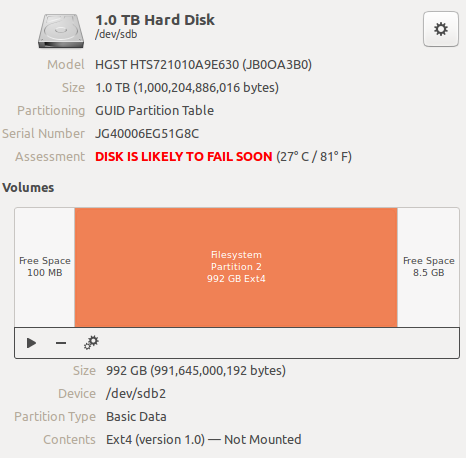 1.0 TB Hard Disk
/dev/sdb
Model HGST HTS721010A9E630 (JB0OA3B0)
Size 1.0 TB (1,000,204,886,016 bytes)
Partitioning GUID Partition Table
Serial Number JG40006EG51G8C
Assessment DISK IS LIKELY TO FAIL SOON (27° C / 81° F)
Volumes
Free Space
100 MB
Filesystem
Partition 2
992 GB Ext4
Free Space
8.5 GB
Size 992 GB (991,645,000,192 bytes)
Device /dev/sdb2
Partition Type Basic Data
Contents Ext4 (version 1.0) — Not Mounted